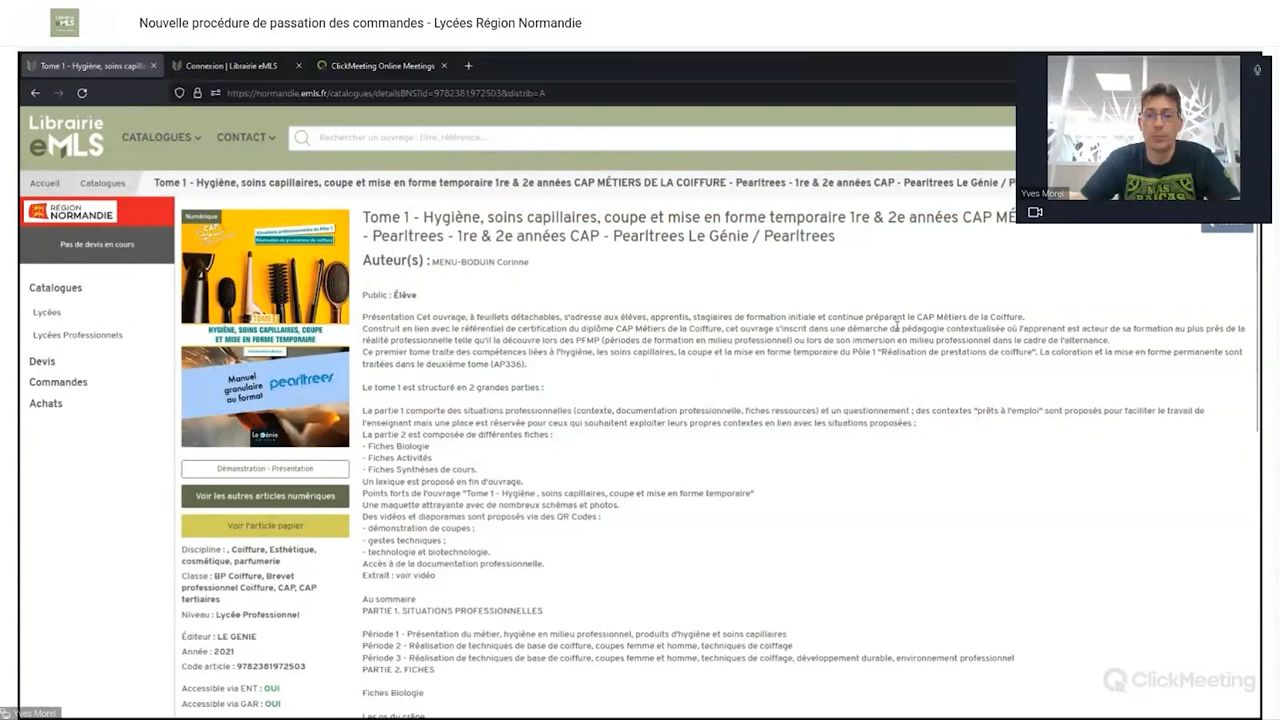 LIBRAIRIE
eMLS
Nouvelle procédure de passation des commandes - Lycées Région Normandie
Tome 1 - Hygiène, soins capill
Connexion | Librairie eMLS
ClickMeeting Online Meetings
https://normandie.emls.fr/catalogues/detailsBNS?id=9782381972503&distrib=A
Librairie
eMLS
CATALOGUES
CONTACT
Rechercher un ouvrage : titre, référence...
Yves Morel
Accueil
Catalogues
Tome 1 - Hygiène, soins capillaires, coupe et mise en forme temporaire 1re & 2e années CAP MÉTIERS DE LA COIFFURE - Pearltrees - 1re & 2e années CAP - Pearltrees Le Génie / P
RÉGION
NORMANDIE
Pas de devis en cours
Catalogues
Lycées
Lycées Professionnels
Devis
Commandes
Achats
Numérique
CAP
Situations professionnelles du Pôle 1
Réalisation de prestations de coiffure
TOME 1
HYGIÈNE, SOINS CAPILLAIRES, COUPE
ET MISE EN FORME TEMPORAIRE
Manuel
granulaire
au format
pearltrees
Le Génie
Démonstration - Présentation
Voir les autres articles numériques
Voir l'article papier
Discipline : , Coiffure, Esthétique,
cosmétique, parfumerie
Classe : BP Coiffure, Brevet
professionnel Coiffure, CAP, CAP
tertiaires
Niveau : Lycée Professionnel
Éditeur : LE GENIE
Année : 2021
Code article : 9782381972503
Accessible via ENT : OUI
Accessible via GAR : OUI
Tome 1 - Hygiène, soins capillaires, coupe et mise en forme temporaire 1re & 2e années CAP M
- Pearltrees - 1re & 2e années CAP - Pearltrees Le Génie / Pearltrees
Auteur(s) : MENU-BODUIN Corinne
Public : Élève
Présentation Cet ouvrage, à feuillets détachables, s'adresse aux élèves, apprentis, stagiaires de formation initiale et continue préparant le CAP Métiers de la Coiffure.
Construit en lien avec le référentiel de certification du diplôme CAP Métiers de la Coiffure, cet ouvrage s'inscrit dans une démarche de pédagogie contextualisée où l'apprenant est acteur de sa formation au plus près de la
réalité professionnelle telle qu'il la découvre lors des PFMP (périodes de formation en milieu professionnel) ou lors de son immersion en milieu professionnel dans le cadre de l'alternance.
Ce premier tome traite des compétences liées à l'hygiène, les soins capillaires, la coupe et la mise en forme temporaire du Pôle 1 "Réalisation de prestations de coiffure". La coloration et la mise en forme permanente sont
traitées dans le deuxième tome (AP336).
Le tome 1 est structuré en 2 grandes parties :
La partie 1 comporte des situations professionnelles (contexte, documentation professionnelle, fiches ressources) et un questionnement ; des contextes "prêts à l'emploi" sont proposés pour faciliter le travail de
l'enseignant mais une place est réservée pour ceux qui souhaitent exploiter leurs propres contextes en lien avec les situations proposées ;
La partie 2 est composée de différentes fiches :
- Fiches Biologie
- Fiches Activités
- Fiches Synthèses de cours.
Un lexique est proposé en fin d'ouvrage.
Points forts de l'ouvrage "Tome 1 - Hygiène , soins capillaires, coupe et mise en forme temporaire"
Une maquette attrayante avec de nombreux schémas et photos.
Des vidéos et diaporamas sont proposés via des QR Codes :
- démonstration de coupes ;
- gestes techniques ;
- technologie et biotechnologie.
Accès à de la documentation professionnelle.
Extrait : voir vidéo
Au sommaire
PARTIE 1. SITUATIONS PROFESSIONNELLES
Période 1 - Présentation du métier, hygiène en milieu professionnel, produits d'hygiène et soins capillaires
Période 2 - Réalisation de techniques de base de coiffure, coupes femme et homme, techniques de coiffage
Période 3 - Réalisation de techniques de base de coiffure, coupes femme et homme, techniques de coiffage, développement durable, environnement professionnel
PARTIE 2. FICHES
Fiches Biologie
Les os du crâne
ClickMeeting
Yves Morel